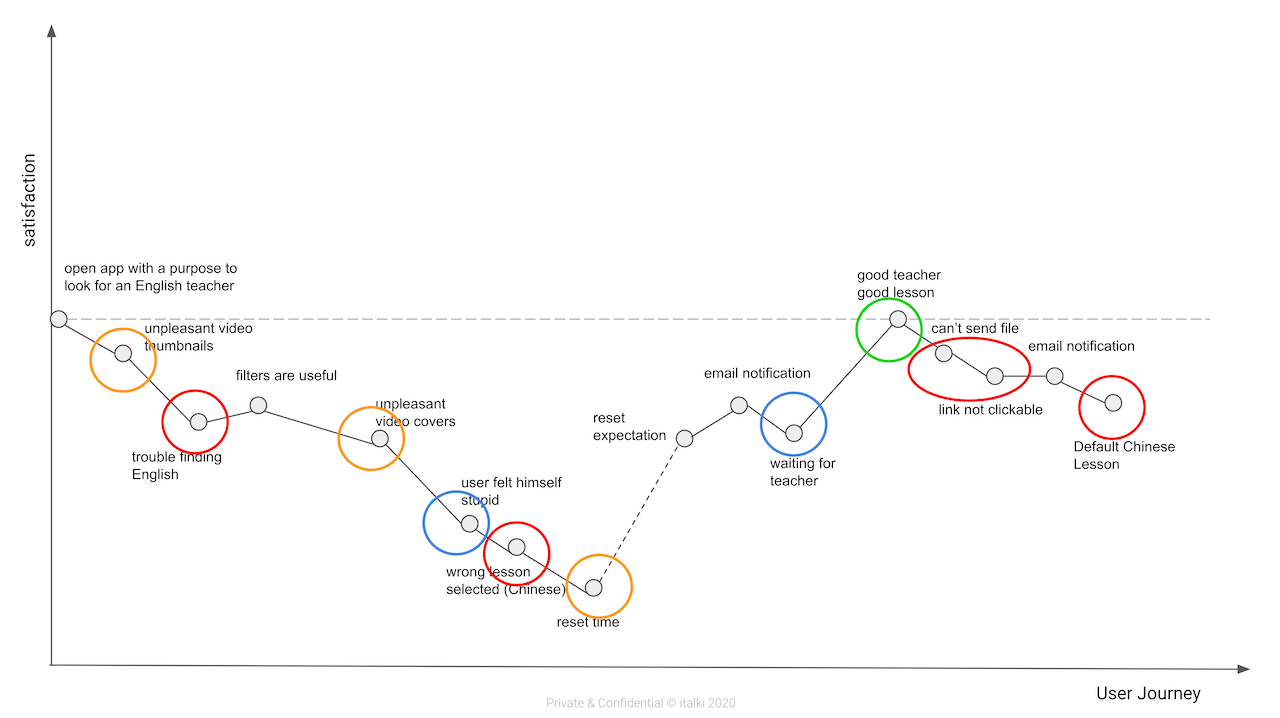 satisfaction
open app with a purpose to
look for an English teacher
unpleasant video
thumbnails
trouble finding
English
filters are useful
unpleasant
video covers
user felt himself
stupid
wrong lesson
selected (Chinese)
reset time
reset
expectation
email notification
waiting for
teacher
good teacher
good lesson
can't send file
link not clickable
email notification
Default Chinese
Lesson
User Journey
Private & Confidential © italki 2020